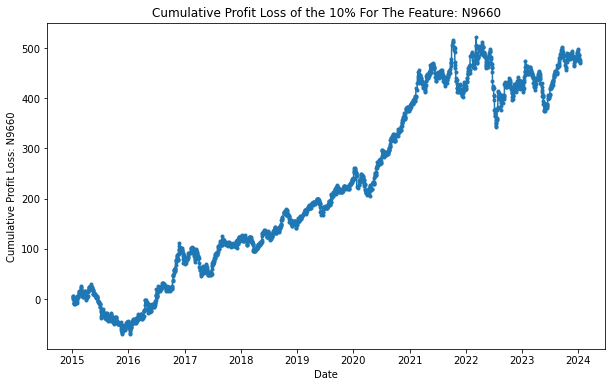 Cumulative Profit Loss of the 10% For The Feature: N9660
Cumulative Profit Loss: N9660
500
400
300
200
100
0
2015 2016 2017 2018 2019 2020 2021 2022 2023 2024
Date